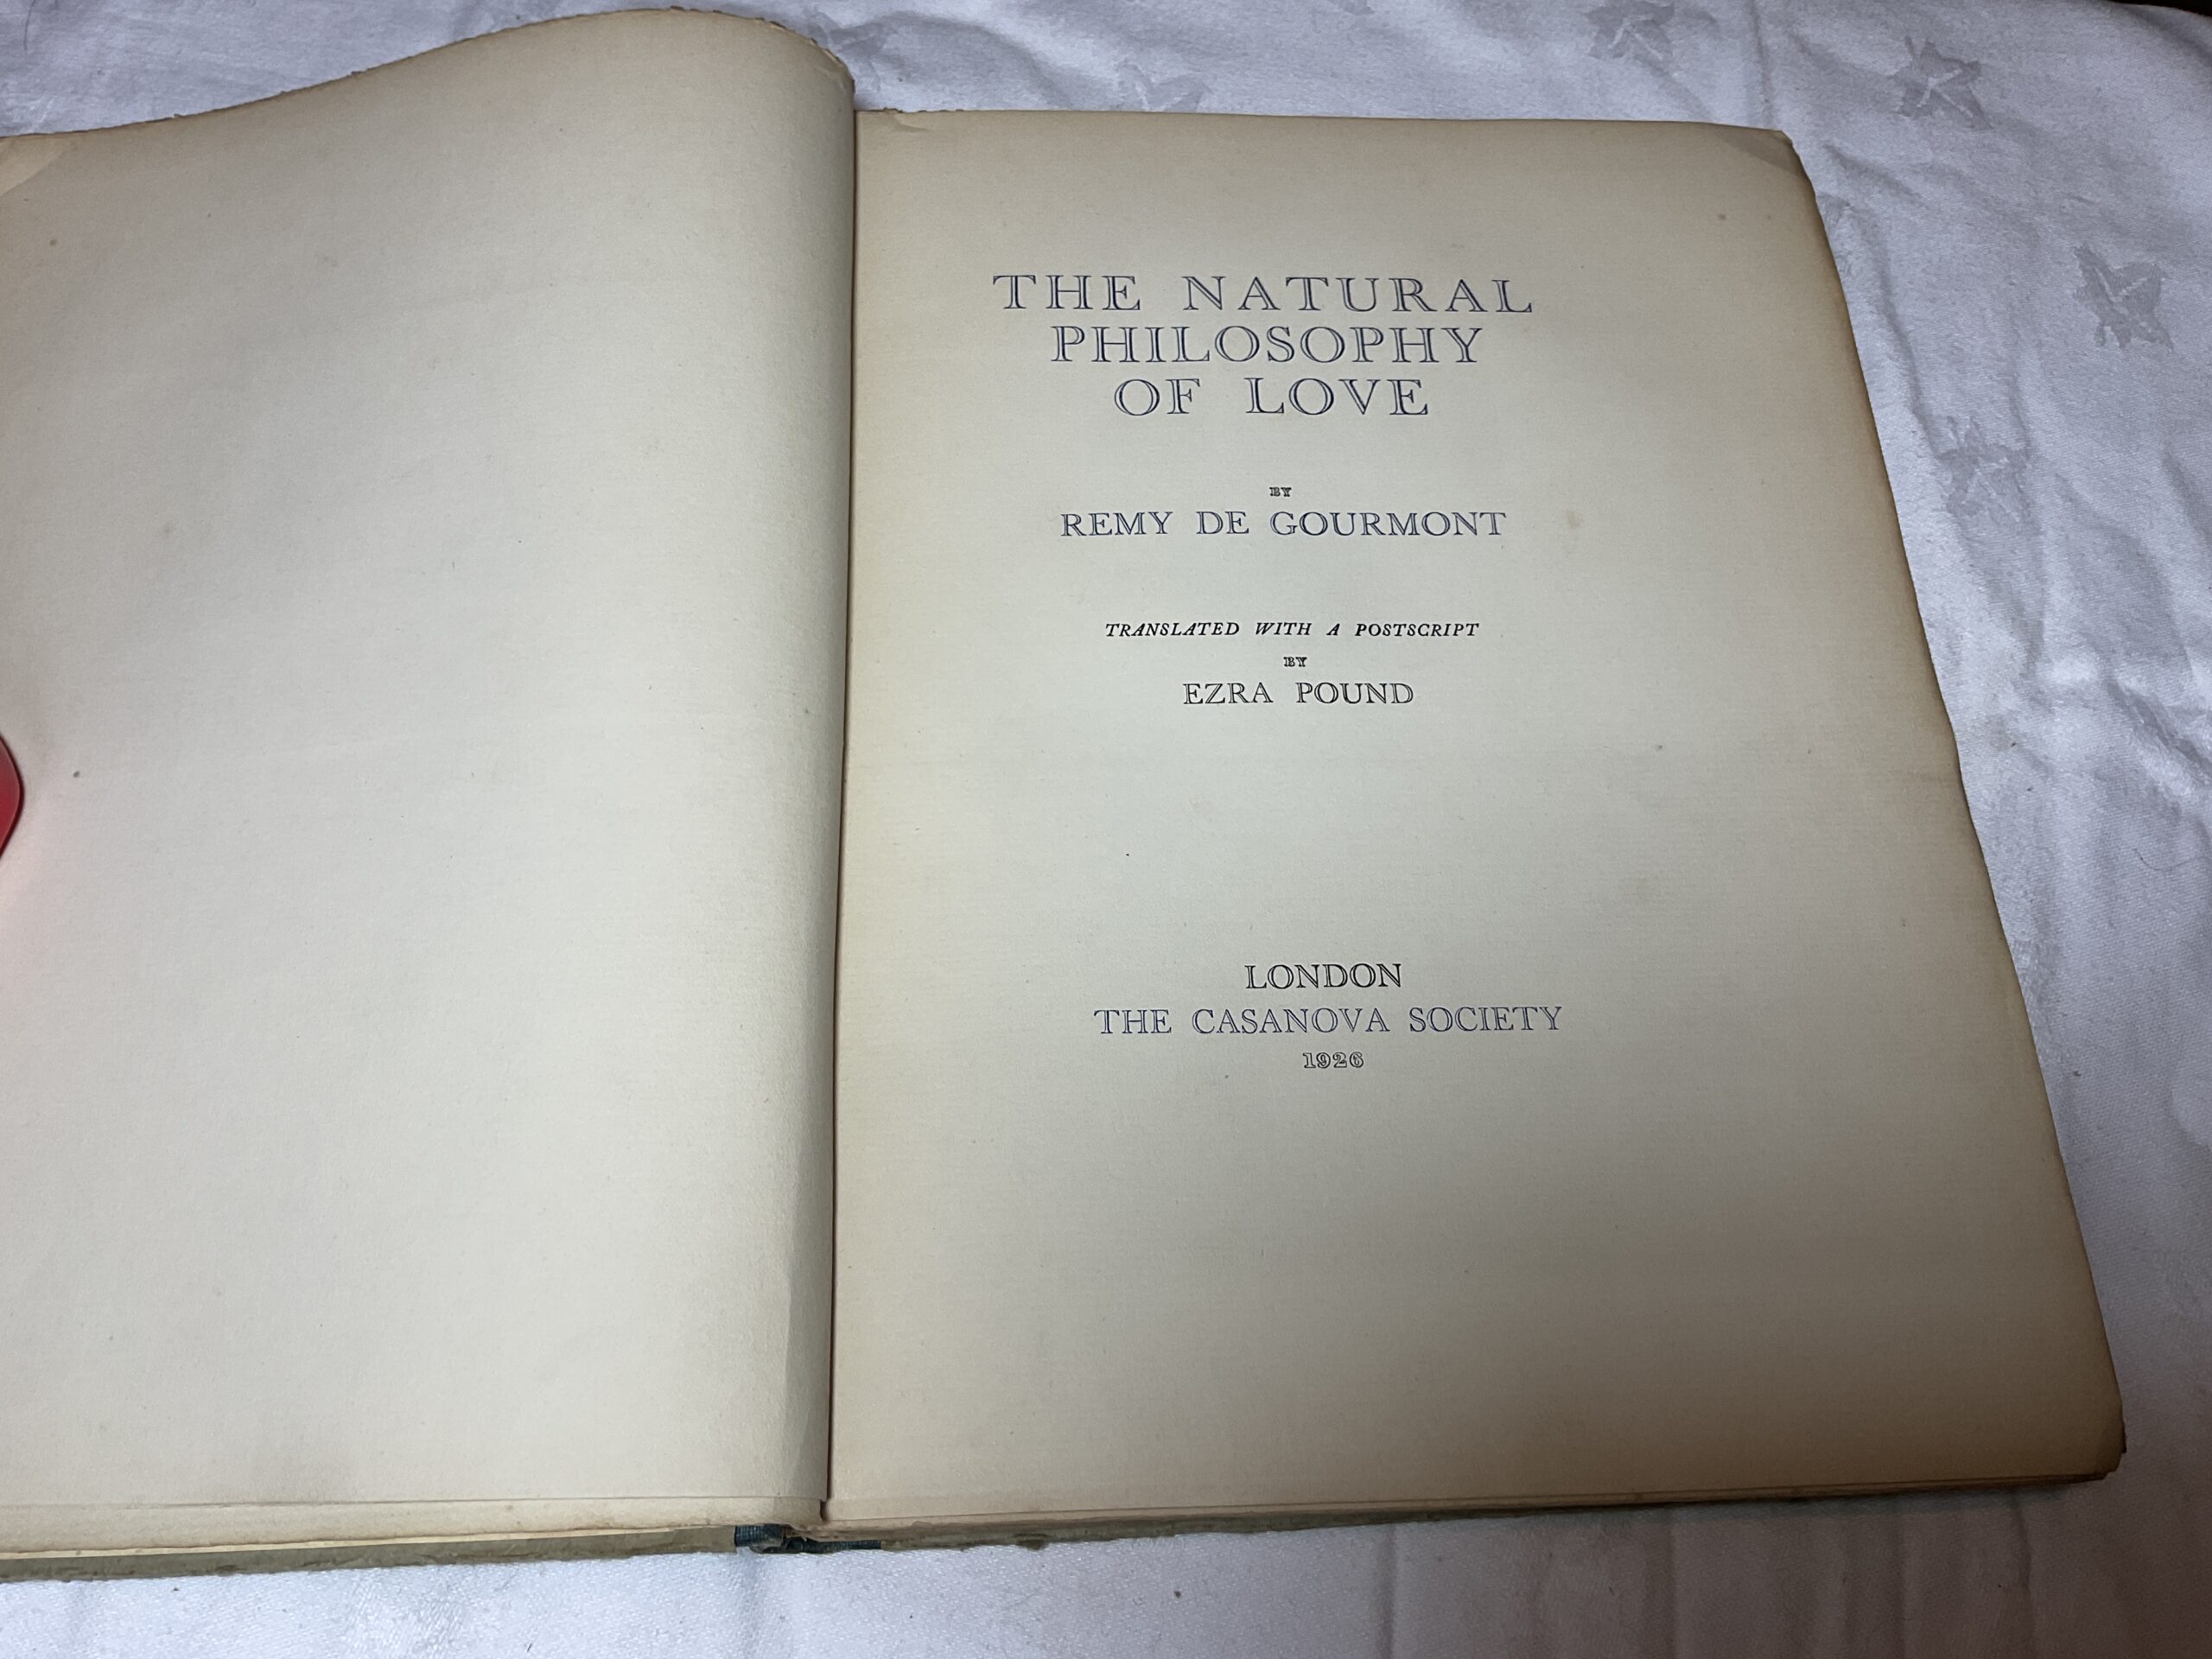 THE NATURAL
PHILOSOPHY
OF LOVE
BY
REMY DE GOURMONT
TRANSLATED WITH A POSTSCRIPT
BY
EZRA POUND
LONDON
THE CASANOVA SOCIETY
1926